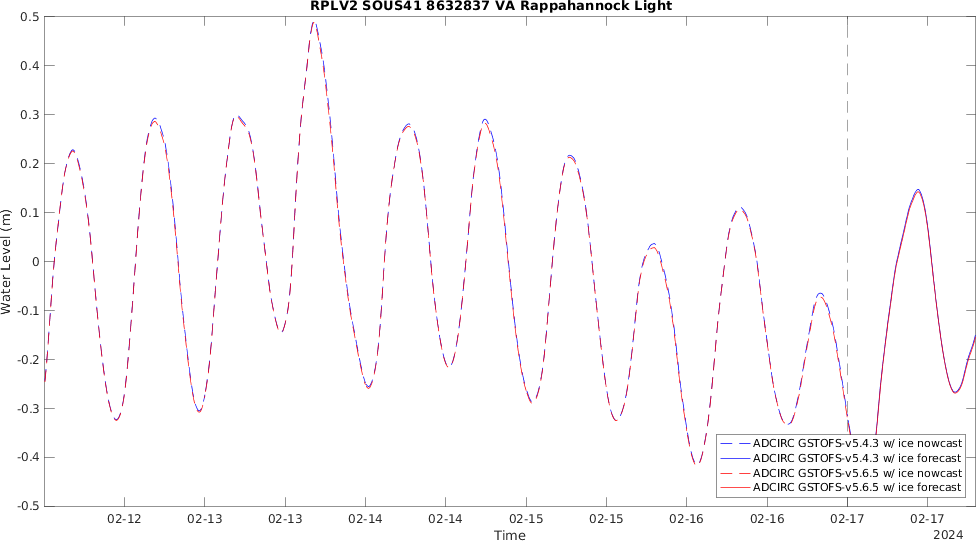 RPLV2 SOUS41 8632837 VA Rappahannock Light
0.5
0.4
0.3
0.2
0.1
0
-0.1
-0.2
-0.3
-0.4
-0.5
Water Level (m)
ADCIRC GSTOFS-v5.4.3 w/ ice nowcast
ADCIRC GSTOFS-v5.4.3 w/ ice forecast
ADCIRC GSTOFS-v5.6.5 w/ ice nowcast
ADCIRC GSTOFS-v5.6.5 w/ ice forecast
02-12 02-13 02-13 02-14 02-14 02-15 02-15 02-16 02-16 02-17 02-17
Time
2024